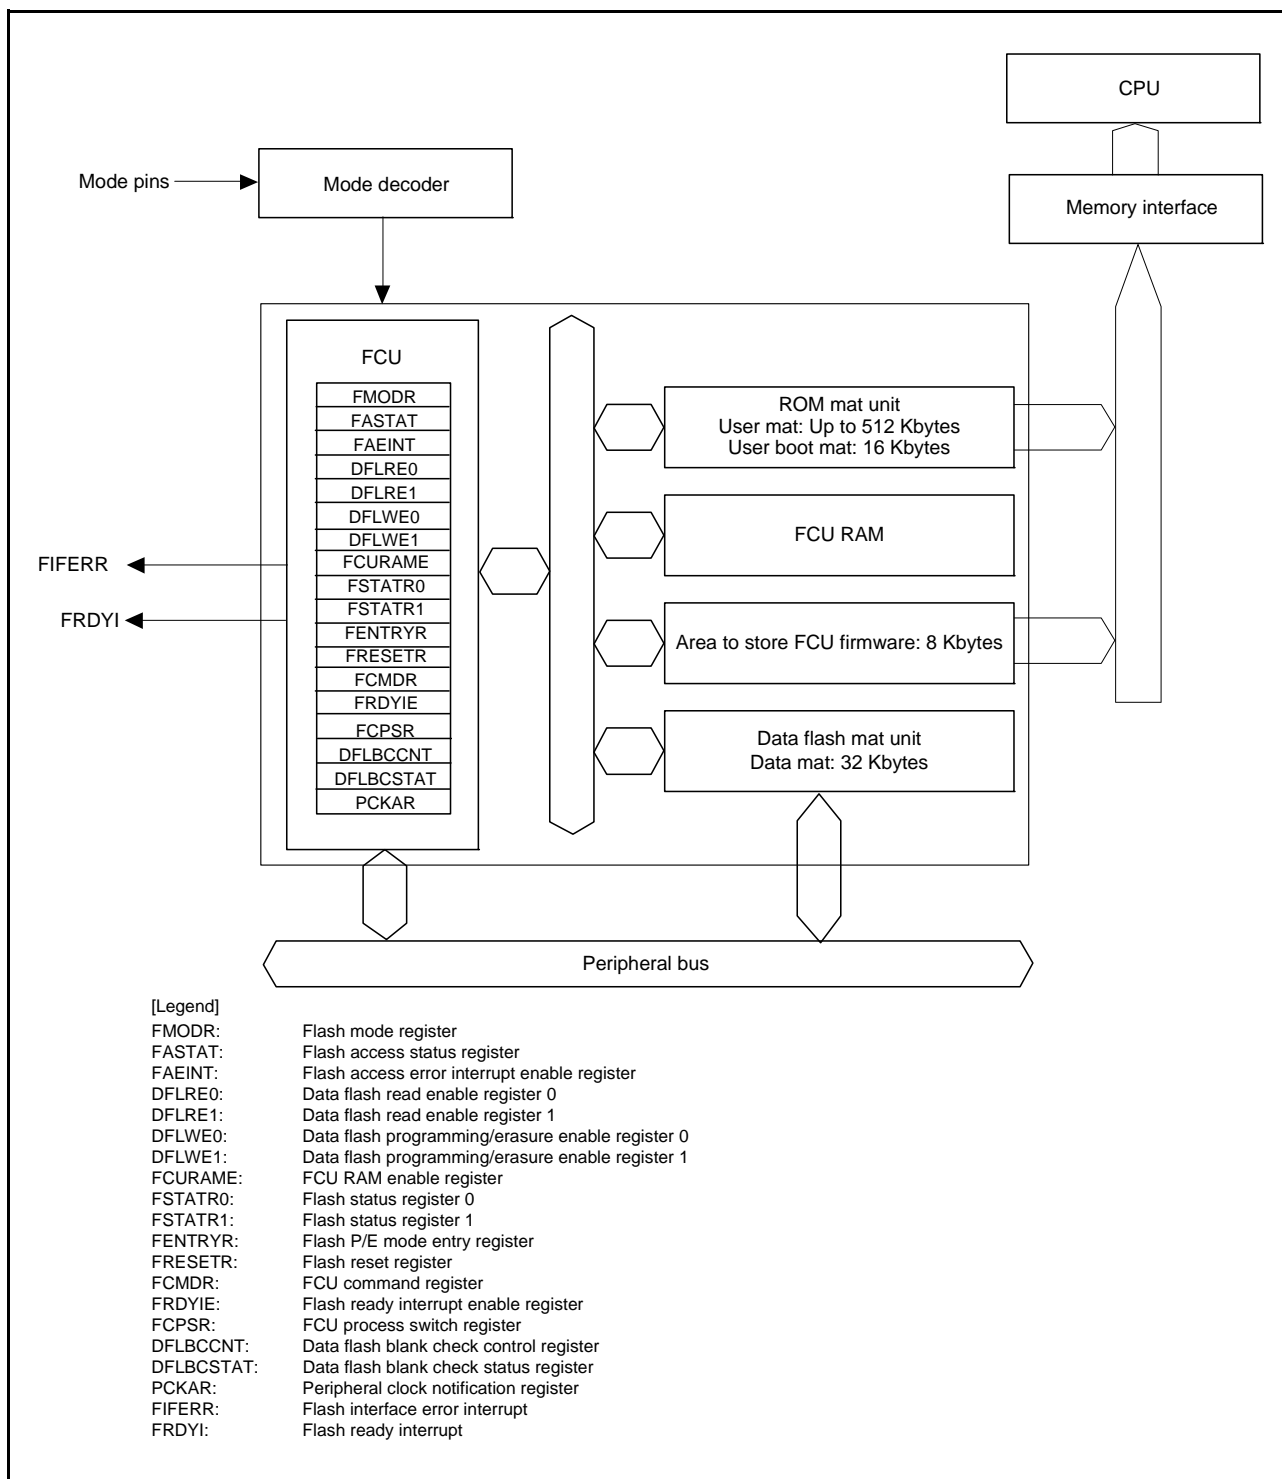 CPU
Memory interface
Mode pins
Mode decoder
FCU
FMODR
FASTAT
FAEINT
DFLRE0
DFLRE1
DFLWE0
DFLWE1
FCURAME
FSTATR0
FSTATR1
FENTRYR
FRESETR
FCMDR
FRDYIE
FCPSR
DFLBCCNT
DFLBCSTAT
PCKAR
FIFERR
FRDYI
ROM mat unit
User mat: Up to 512 Kbytes
User boot mat: 16 Kbytes
FCU RAM
Area to store FCU firmware: 8 Kbytes
Data flash mat unit
Data mat: 32 Kbytes
Peripheral bus
[Legend]
FMODR: Flash mode register
FASTAT: Flash access status register
FAEINT: Flash access error interrupt enable register
DFLRE0: Data flash read enable register 0
DFLRE1: Data flash read enable register 1
DFLWE0: Data flash programming/erasure enable register 0
DFLWE1: Data flash programming/erasure enable register 1
FCURAME: FCU RAM enable register
FSTATR0: Flash status register 0
FSTATR1: Flash status register 1
FENTRYR: Flash P/E mode entry register
FRESETR: Flash reset register
FCMDR: FCU command register
FRDYIE: Flash ready interrupt enable register
FCPSR: FCU process switch register
DFLBCCNT: Data flash blank check control register
DFLBCSTAT: Data flash blank check status register
PCKAR: Peripheral clock notification register
FIFERR: Flash interface error interrupt
FRDYI: Flash ready interrupt